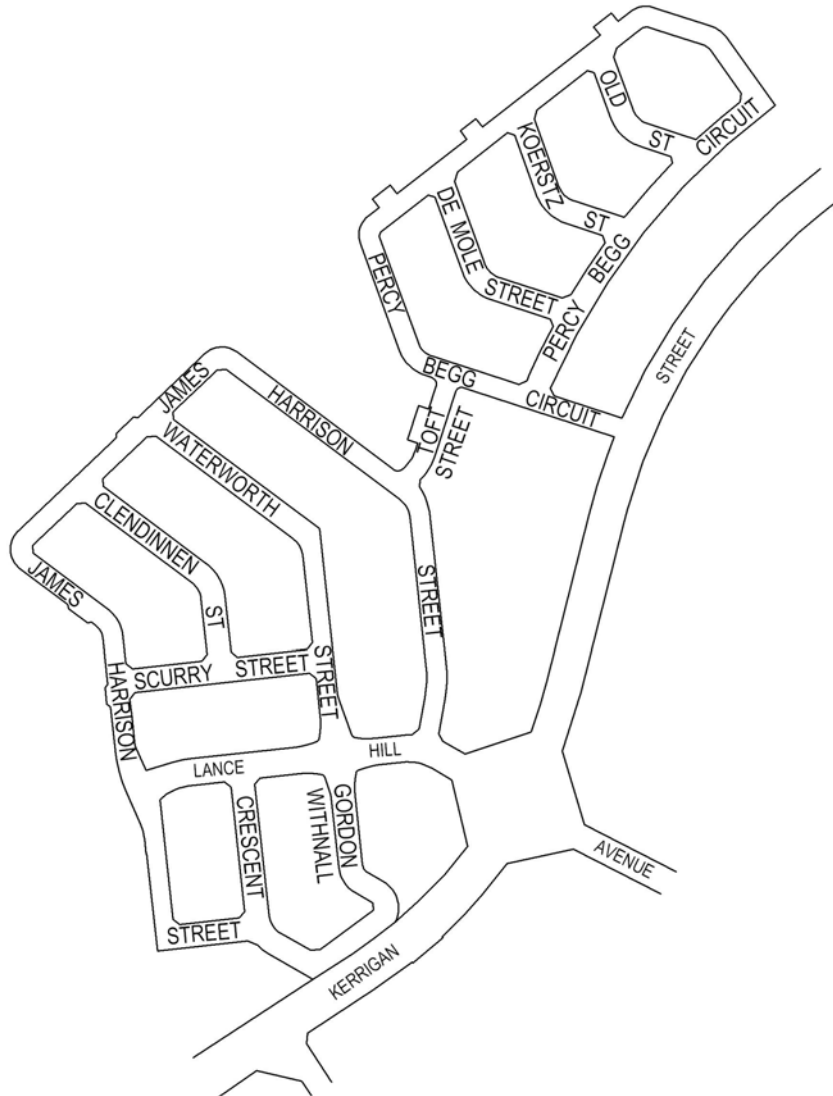 OLD
ST
CIRCUIT
KOERSTZ
ST
BEGG
DE MOLE
STREET
PERCY
PERCY
BEGG
CIRCUIT
STREET
TOFT
STREET
JAMES
HARRISON
WATERWORTH
CLENDINNEN
ST
JAMES
STREET
SCURRY STREET
STREET
HARRISON
LANCE HILL
CRESCENT
WITHNALL
GORDON
AVENUE
STREET
KERRIGAN